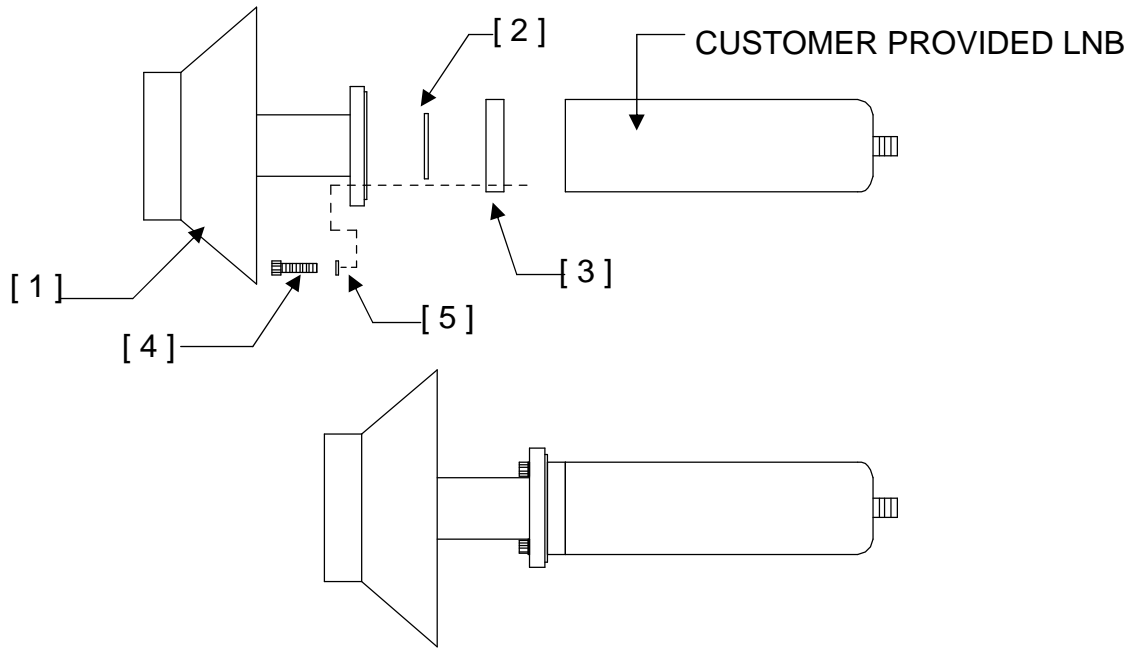 [ 2 ]
CUSTOMER PROVIDED LNB
[ 1 ]
[ 3 ]
[ 5 ]
[ 4 ]